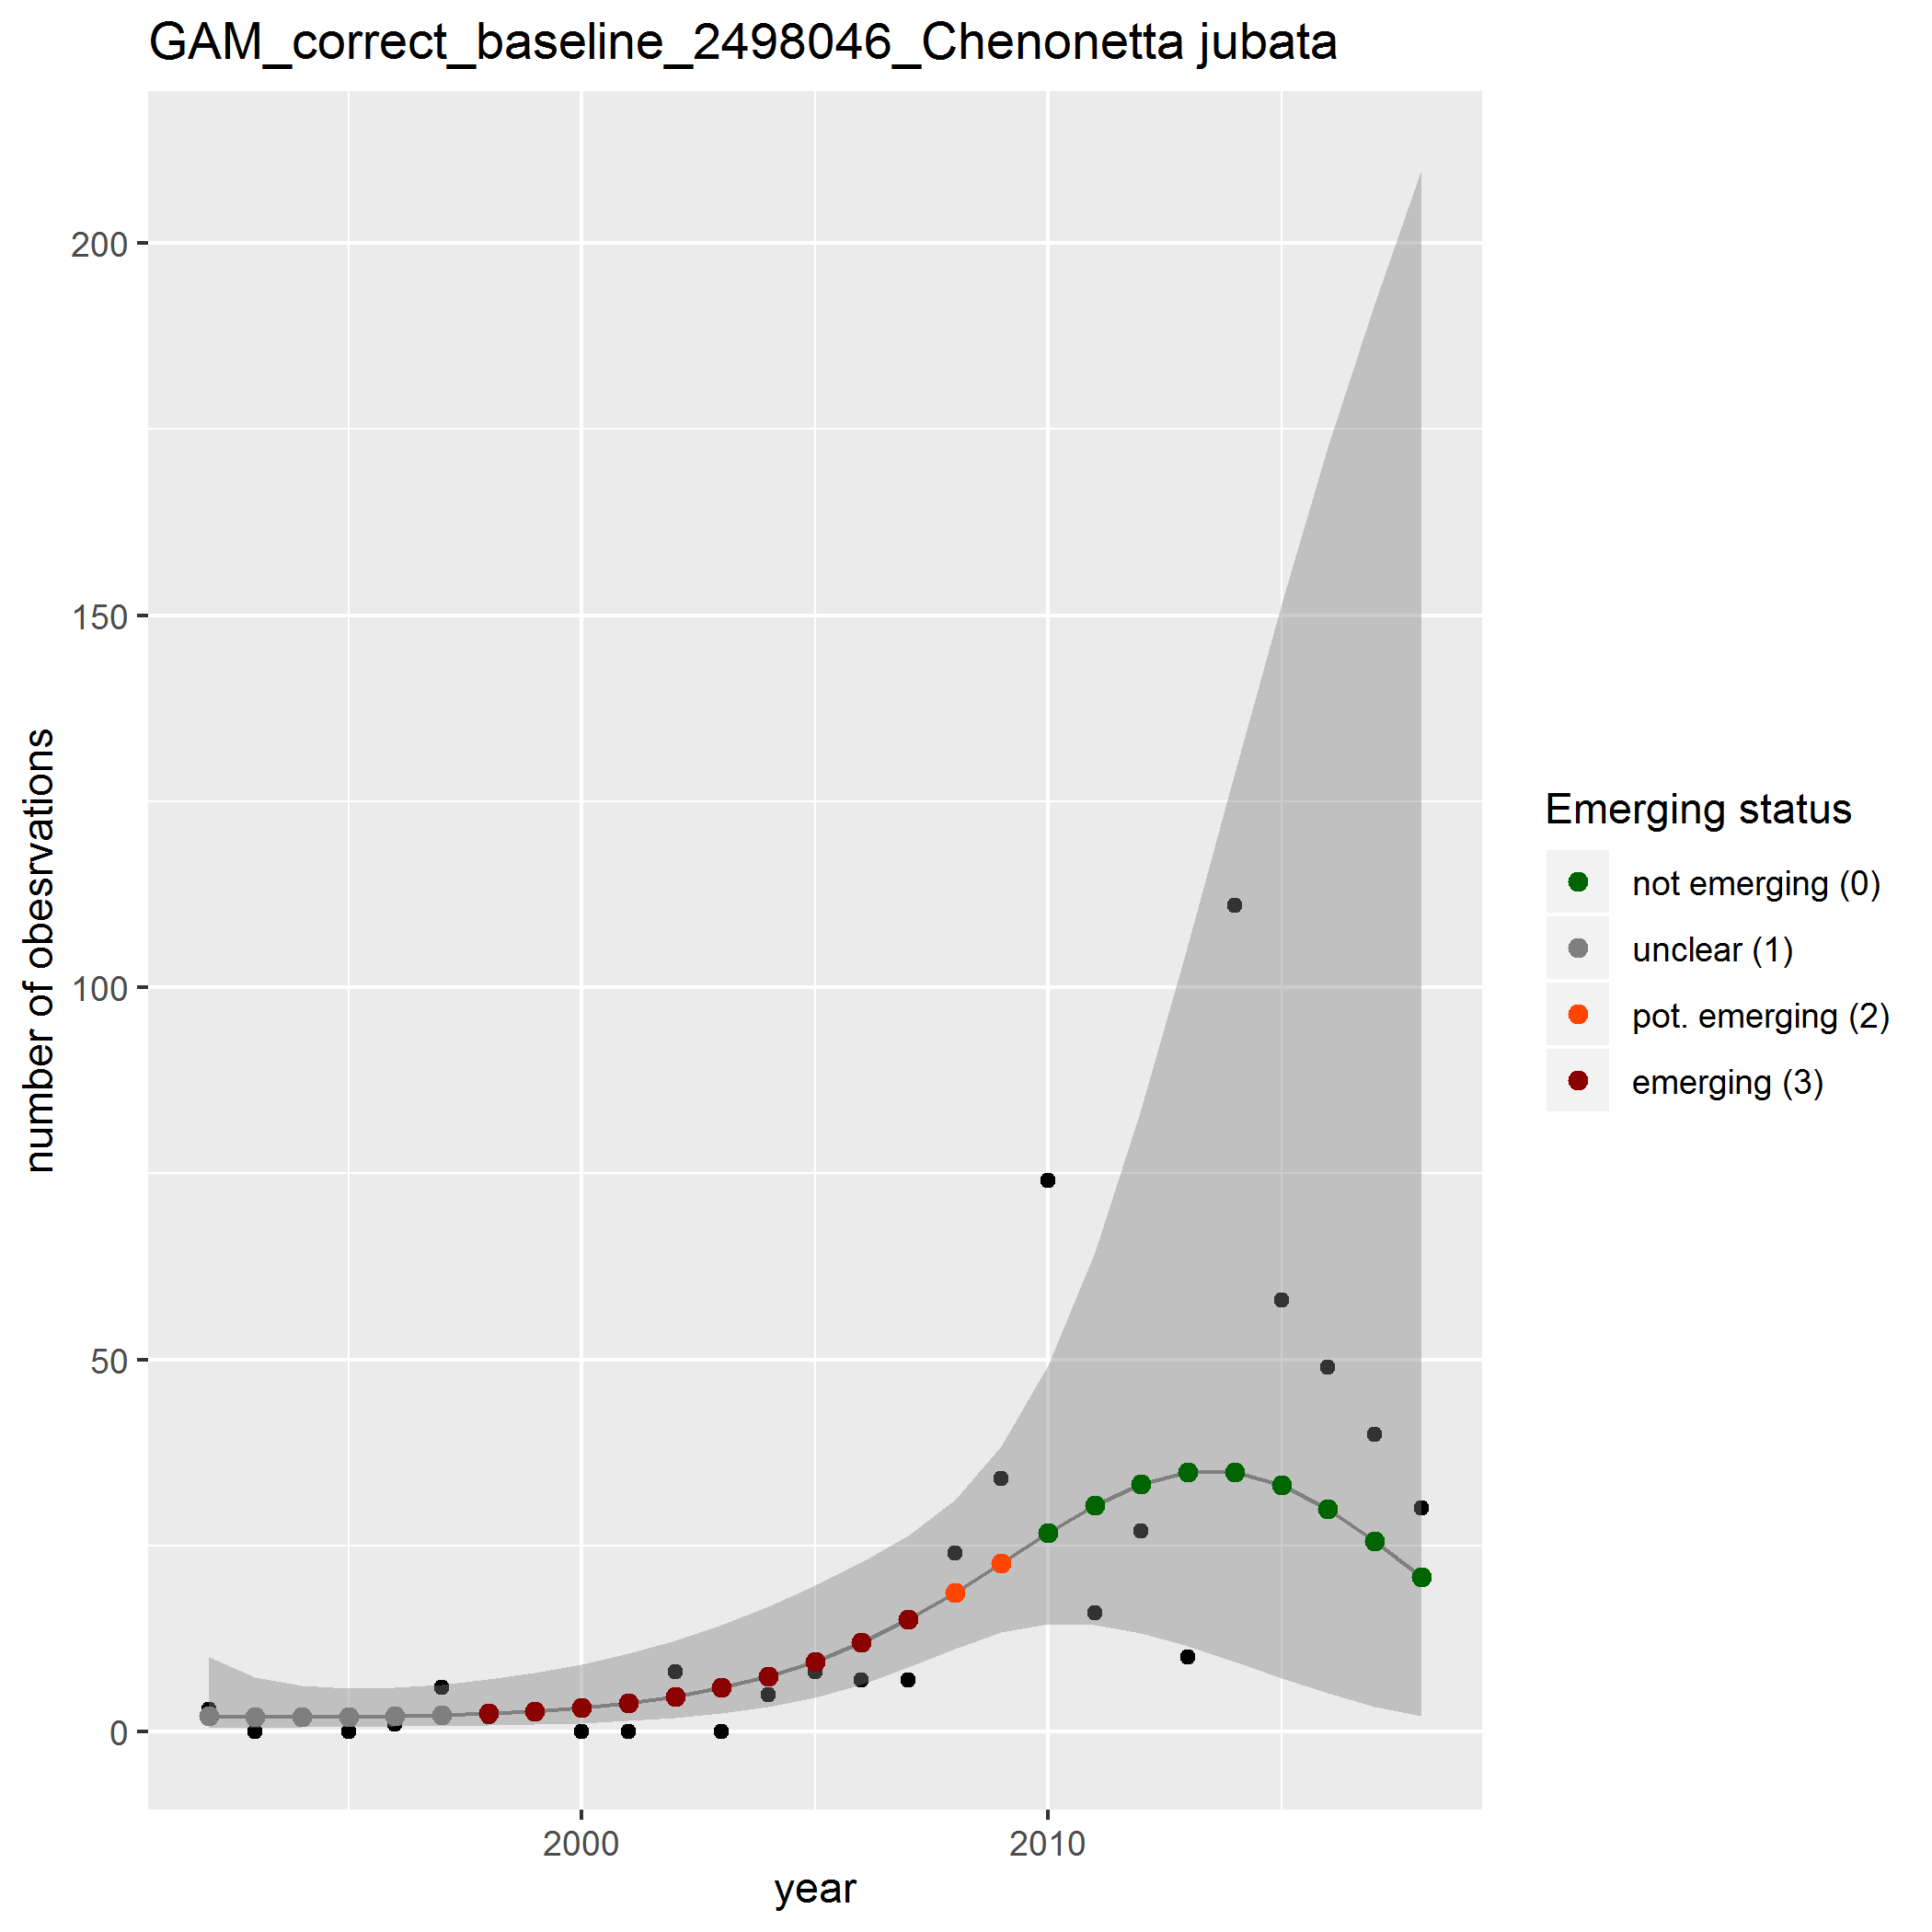 GAM_correct_baseline_2498046_Chenonetta jubata
200
150
100
50
0
number of obesrvations
2000
2010
year
Emerging status
not emerging (0)
unclear (1)
pot. emerging (2)
emerging (3)